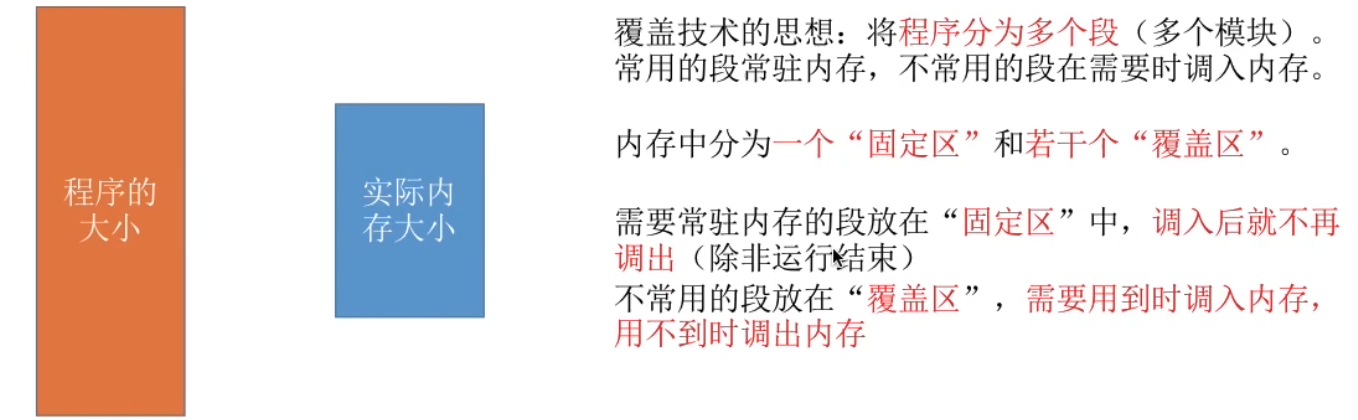 程序的
大小
实际内
存大小
覆盖技术的思想：将程序分为多个段（多个模块）。
常用的段常驻内存，不常用的段在需要时调入内存。
内存中分为一个“固定区”和若干个“覆盖区”。
需要常驻内存的段放在“固定区”中，调入后就不再
调出（除非运行结束）
不常用的段放在“覆盖区”，需要用到时调入内存，
用不到时调出内存